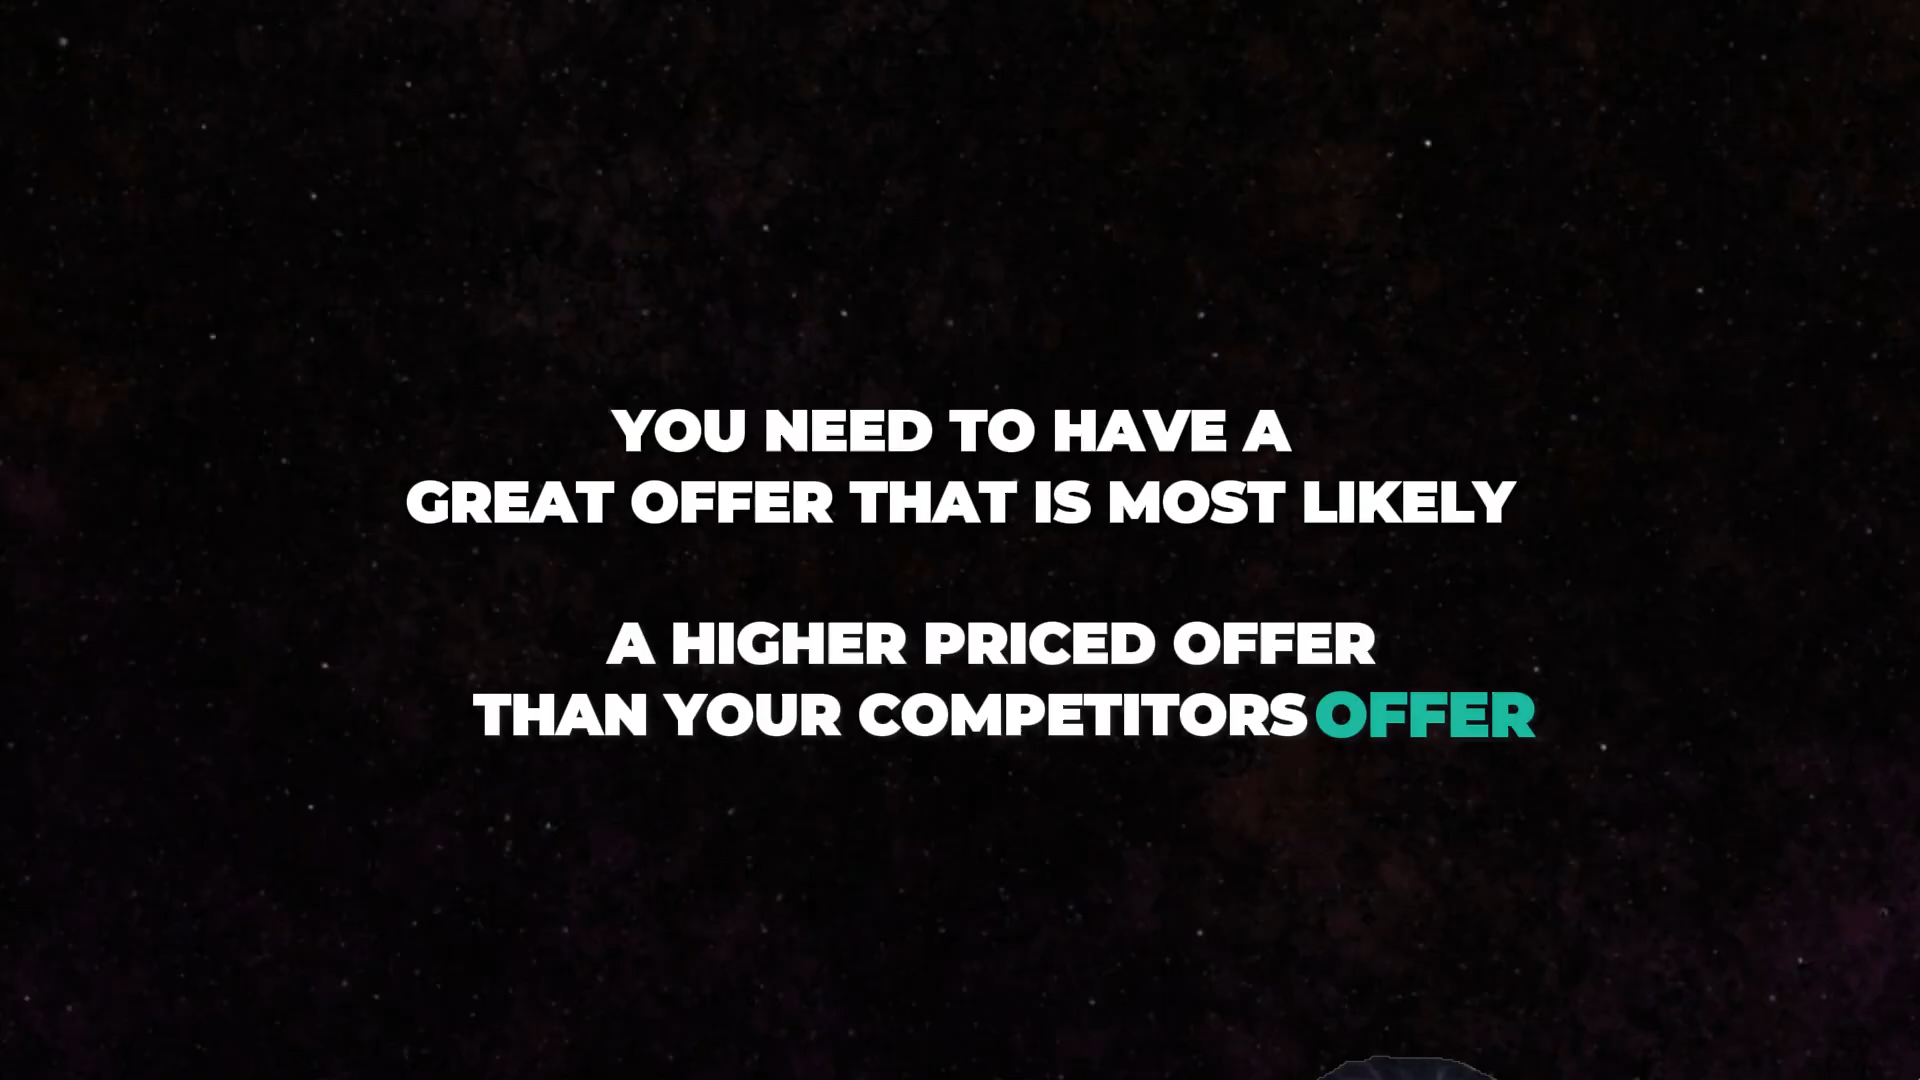 YOU NEED TO HAVE A
GREAT OFFER THAT IS MOST LIKELY
A HIGHER PRICED OFFER
THAN YOUR COMPETITORS OFFER